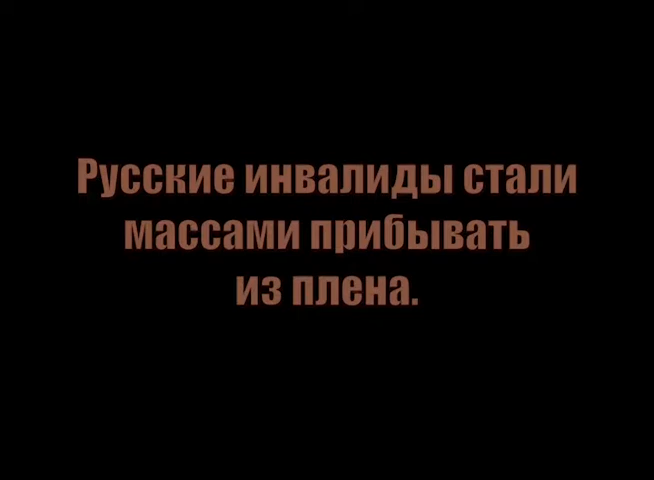 Русские инвалиды стали
массами прибывать
из плена.